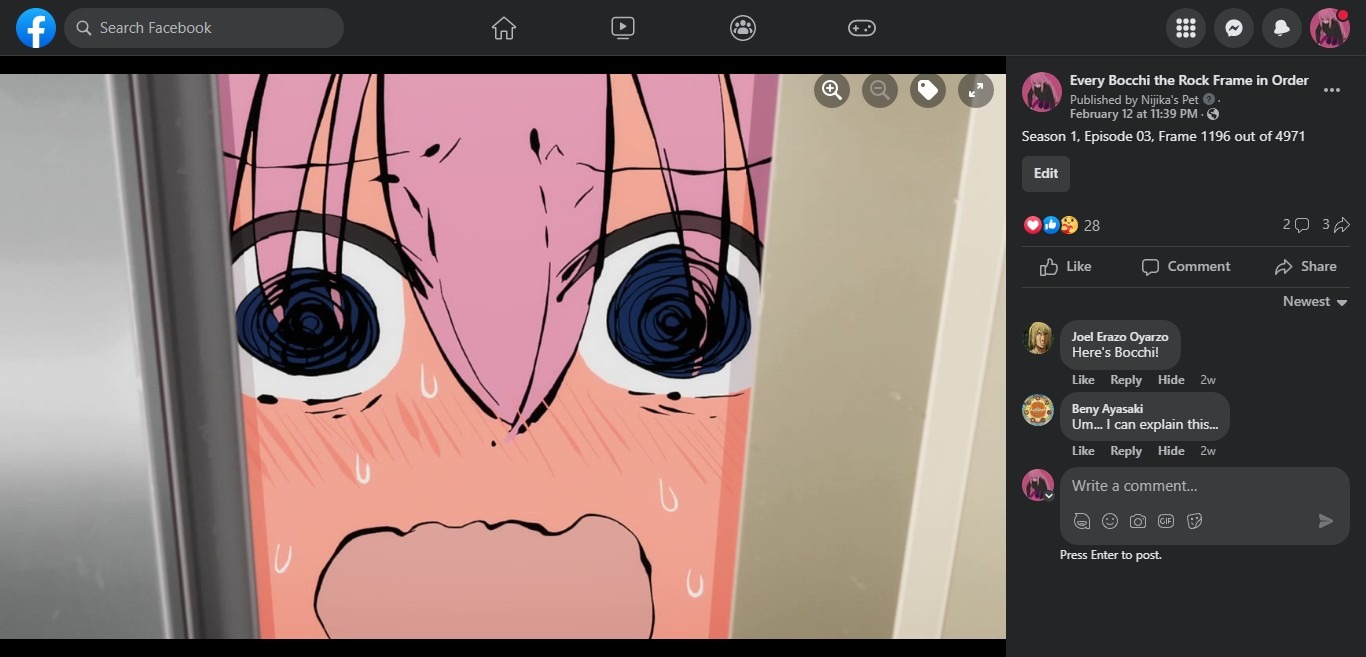 Search Facebook
Every Bocchi the Rock Frame in Order
Published by Nijika's Pet ? ·
February 12 at 11:39 PM ·
Season 1, Episode 03, Frame 1196 out of 4971
Edit
28
2 3
Like Comment Share
Newest
Joel Erazo Oyarzo
Here's Bocchi!
Like Reply Hide 2w
Beny Ayasaki
Um... I can explain this...
Like Reply Hide 2w
Write a comment...
GIF
Press Enter to post.